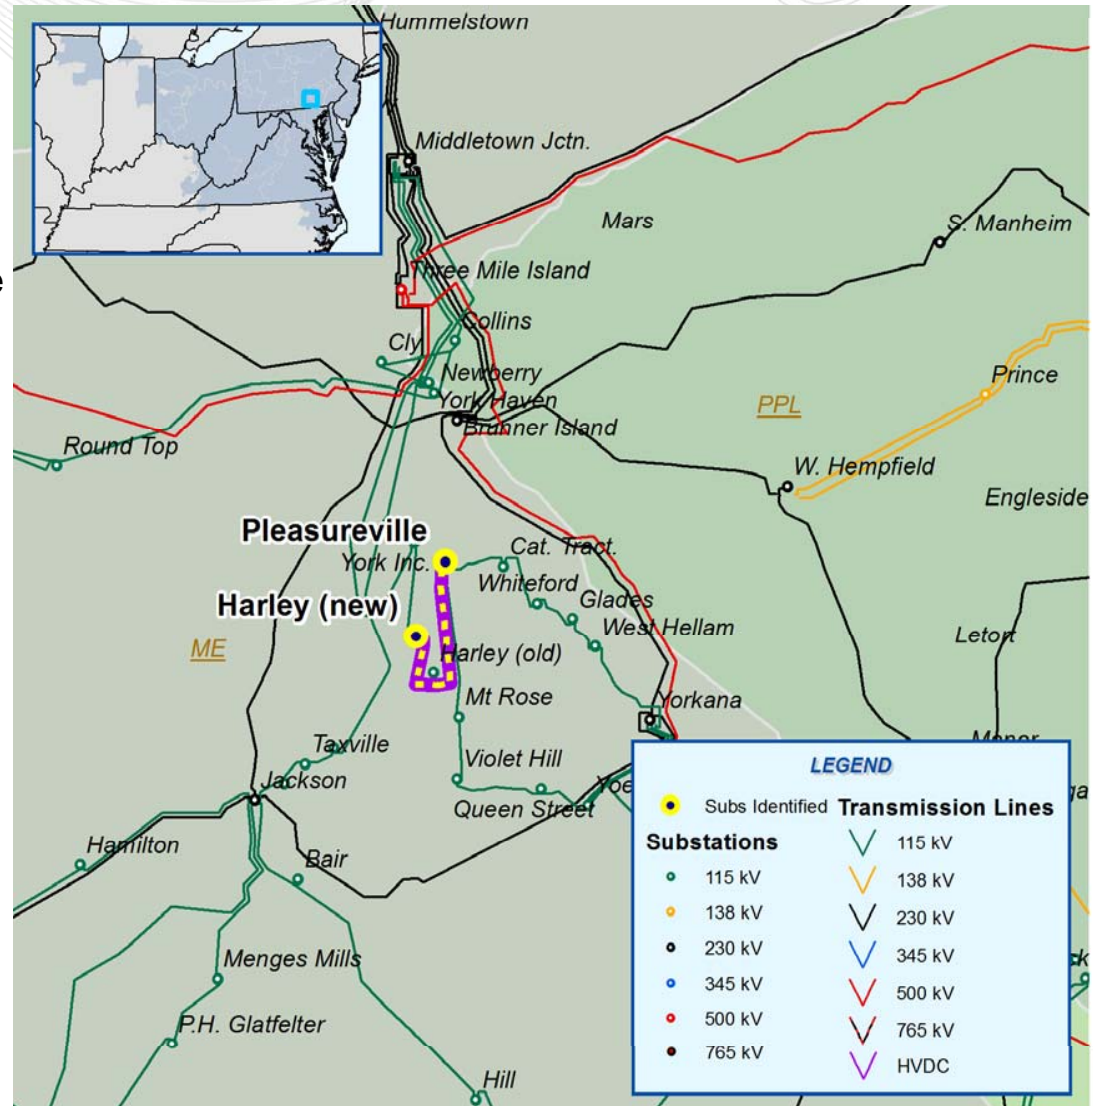 Hummelstown
Middletown Jctn.
Mars
S. Manheim
Three Mile Island
Collins
Cly
Newberry
Prince
York Haven
PPL
Brunner Island
Round Top
W. Hempfield
Engleside
Pleasureville
Cat. Tract.
York Inc.
Whiteford
Harley (new)
Glades
West Hellam
ME
Letort
Harley (old)
Mt Rose
Yorkana
Manor
Taxville
Violet Hill
Jackson
Queen Street
Yoe
Hamilton
Bair
Menges Mills
P.H. Glatfelter
Hill
LEGEND
Subs Identified
Substations
115 kV
138 kV
230 kV
345 kV
500 kV
765 kV
Transmission Lines
115 kV
138 kV
230 kV
345 kV
500 kV
765 kV
HVDC